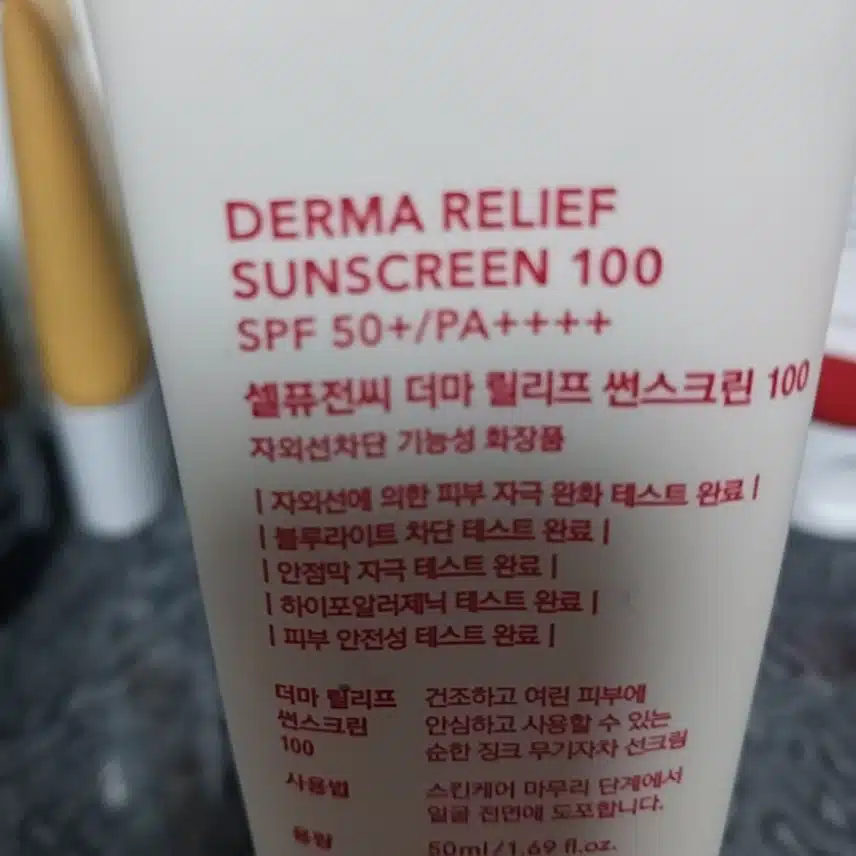 DERMA RELIEF
SUNSCREEN 100
SPF 50+/PA++++
셀퓨전씨 더마 릴리프 썬스크린 100
자외선차단 기능성 화장품
| 자외선에 의한 피부 자극 완화 테스트 완료 |
| 블루라이트 차단 테스트 완료 |
| 안점막 자극 테스트 완료 |
| 하이포알러제닉 테스트 완료 |
| 피부 안전성 테스트 완료 |
더마 릴리프 건조하고 여린 피부에
썬스크린 안심하고 사용할 수 있는
100 순한 징크 무기자차 선크림
사용법 스킨케어 마무리 단계에서
얼굴 전면에 도포합니다.
용량 50ml/1.69 fl.oz.